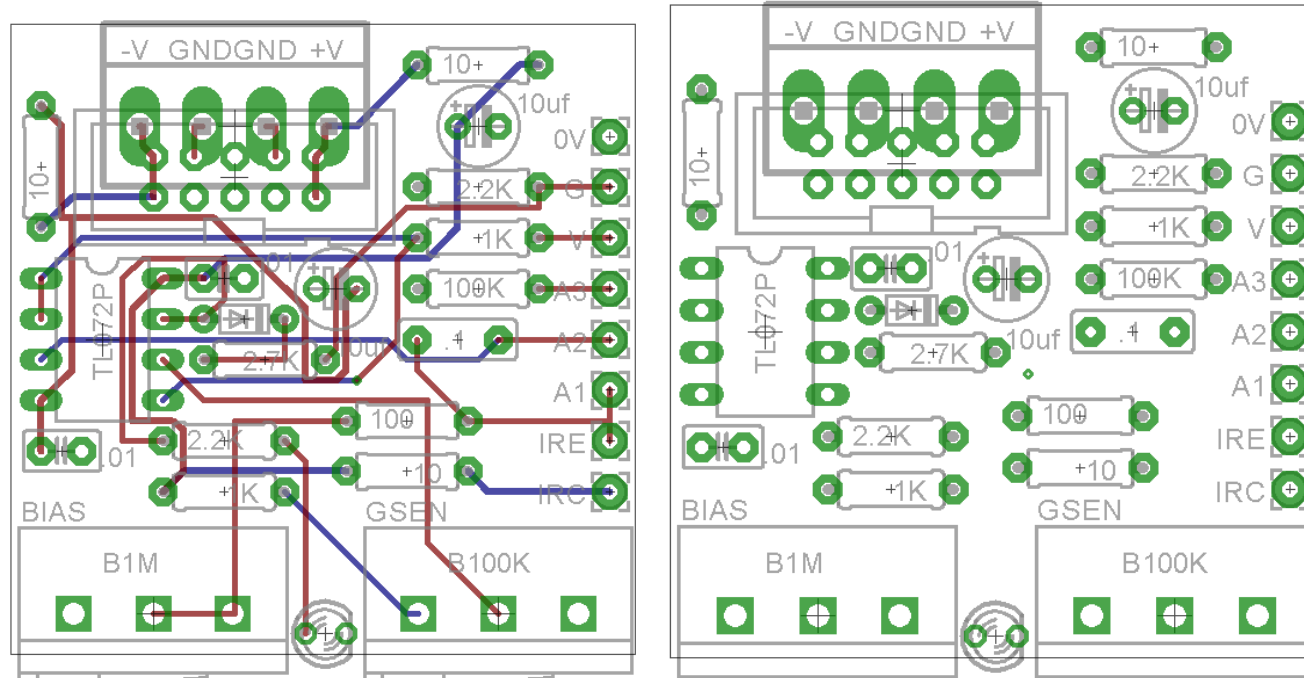 -V GNDGND +V
10+
10uf
0V
10+
2.2K
G
1K
V
.01
100K
A3
TL072P
10uf
.1
A2
2.7K
A1
100
2.2K
IRE
.01
10
1K
IRC
BIAS
GSEN
B1M
B100K
-V GNDGND +V
10+
10uf
0V
10+
2.2K
G
1K
V
.01
100K
A3
TL072P
10uf
.1
A2
2.7K
A1
100
2.2K
IRE
.01
10
1K
IRC
BIAS
GSEN
B1M
B100K